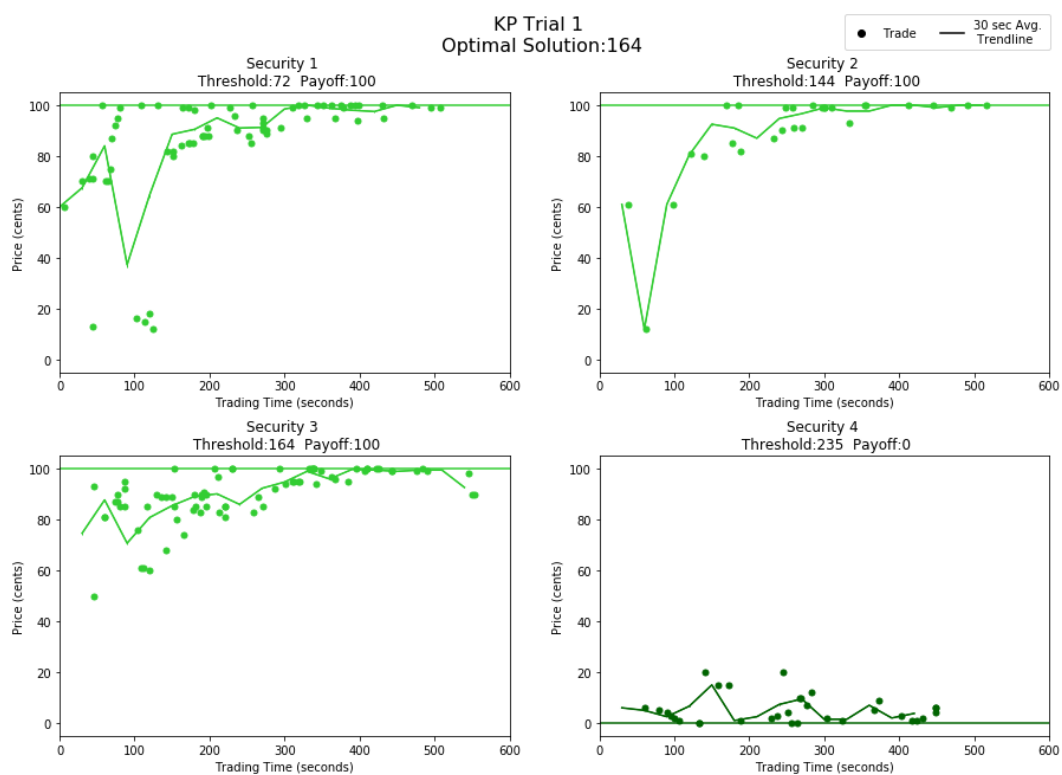 KP Trial 1
Optimal Solution:164
Trade
30 sec Avg.
Trendline
Security 1
Threshold:72 Payoff:100
Price (cents)
100
80
60
40
20
0
0 100 200 300 400 500 600
Trading Time (seconds)
Security 2
Threshold:144 Payoff:100
Price (cents)
100
80
60
40
20
0
0 100 200 300 400 500 600
Trading Time (seconds)
Security 3
Threshold:164 Payoff:100
Price (cents)
100
80
60
40
20
0
0 100 200 300 400 500 600
Trading Time (seconds)
Security 4
Threshold:235 Payoff:0
Price (cents)
100
80
60
40
20
0
0 100 200 300 400 500 600
Trading Time (seconds)